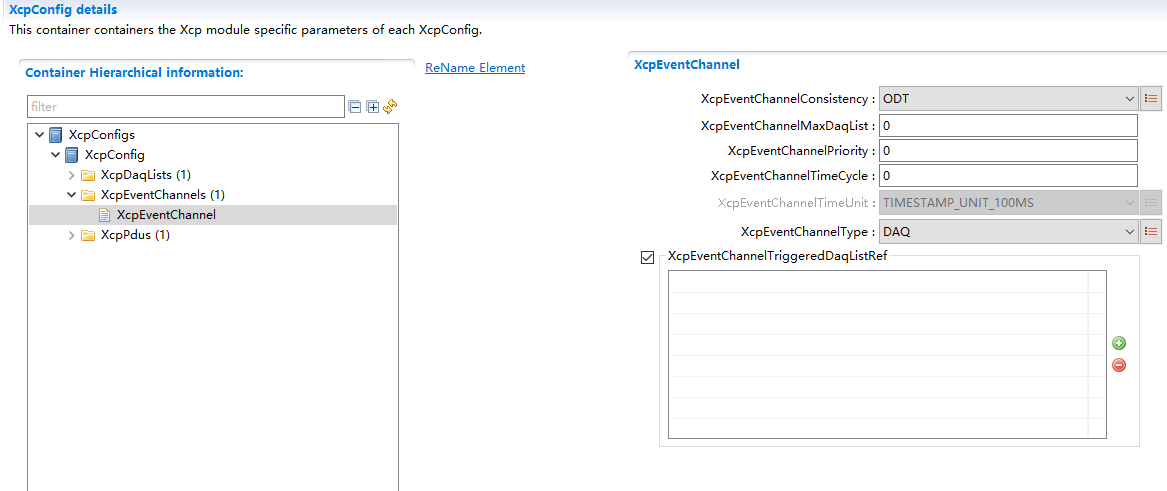 XcpConfig details
This container containers the Xcp module specific parameters of each XcpConfig.
Container Hierarchical information:
ReName Element
filter
XcpConfigs
XcpConfig
XcpDaqLists (1)
XcpEventChannels (1)
XcpEventChannel
XcpPdus (1)
XcpEventChannel
XcpEventChannelConsistency : ODT
XcpEventChannelMaxDaqList : 0
XcpEventChannelPriority : 0
XcpEventChannelTimeCycle : 0
XcpEventChannelTimeUnit : TIMESTAMP_UNIT_100MS
XcpEventChannelType : DAQ
XcpEventChannelTriggeredDaqListRef